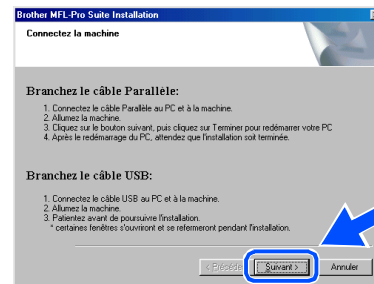 Brother MFL-Pro Suite Installation
Connectez la machine
Branchez le câble Parallèle:
1. Connectez le câble Parallèle au PC et à la machine.
2. Allumez la machine.
3. Cliquez sur le bouton suivant, puis cliquez sur Terminer pour redémarrer votre PC
4. Après le redémarrage du PC, attendez que l'installation soit terminée.
Branchez le câble USB:
1. Connectez le câble USB au PC et à la machine.
2. Allumez la machine.
3. Patientez avant de poursuivre l'installation.
* certaines fenêtres s'ouvriront et se refermeront pendant l'installation.
Suivant > Annuler